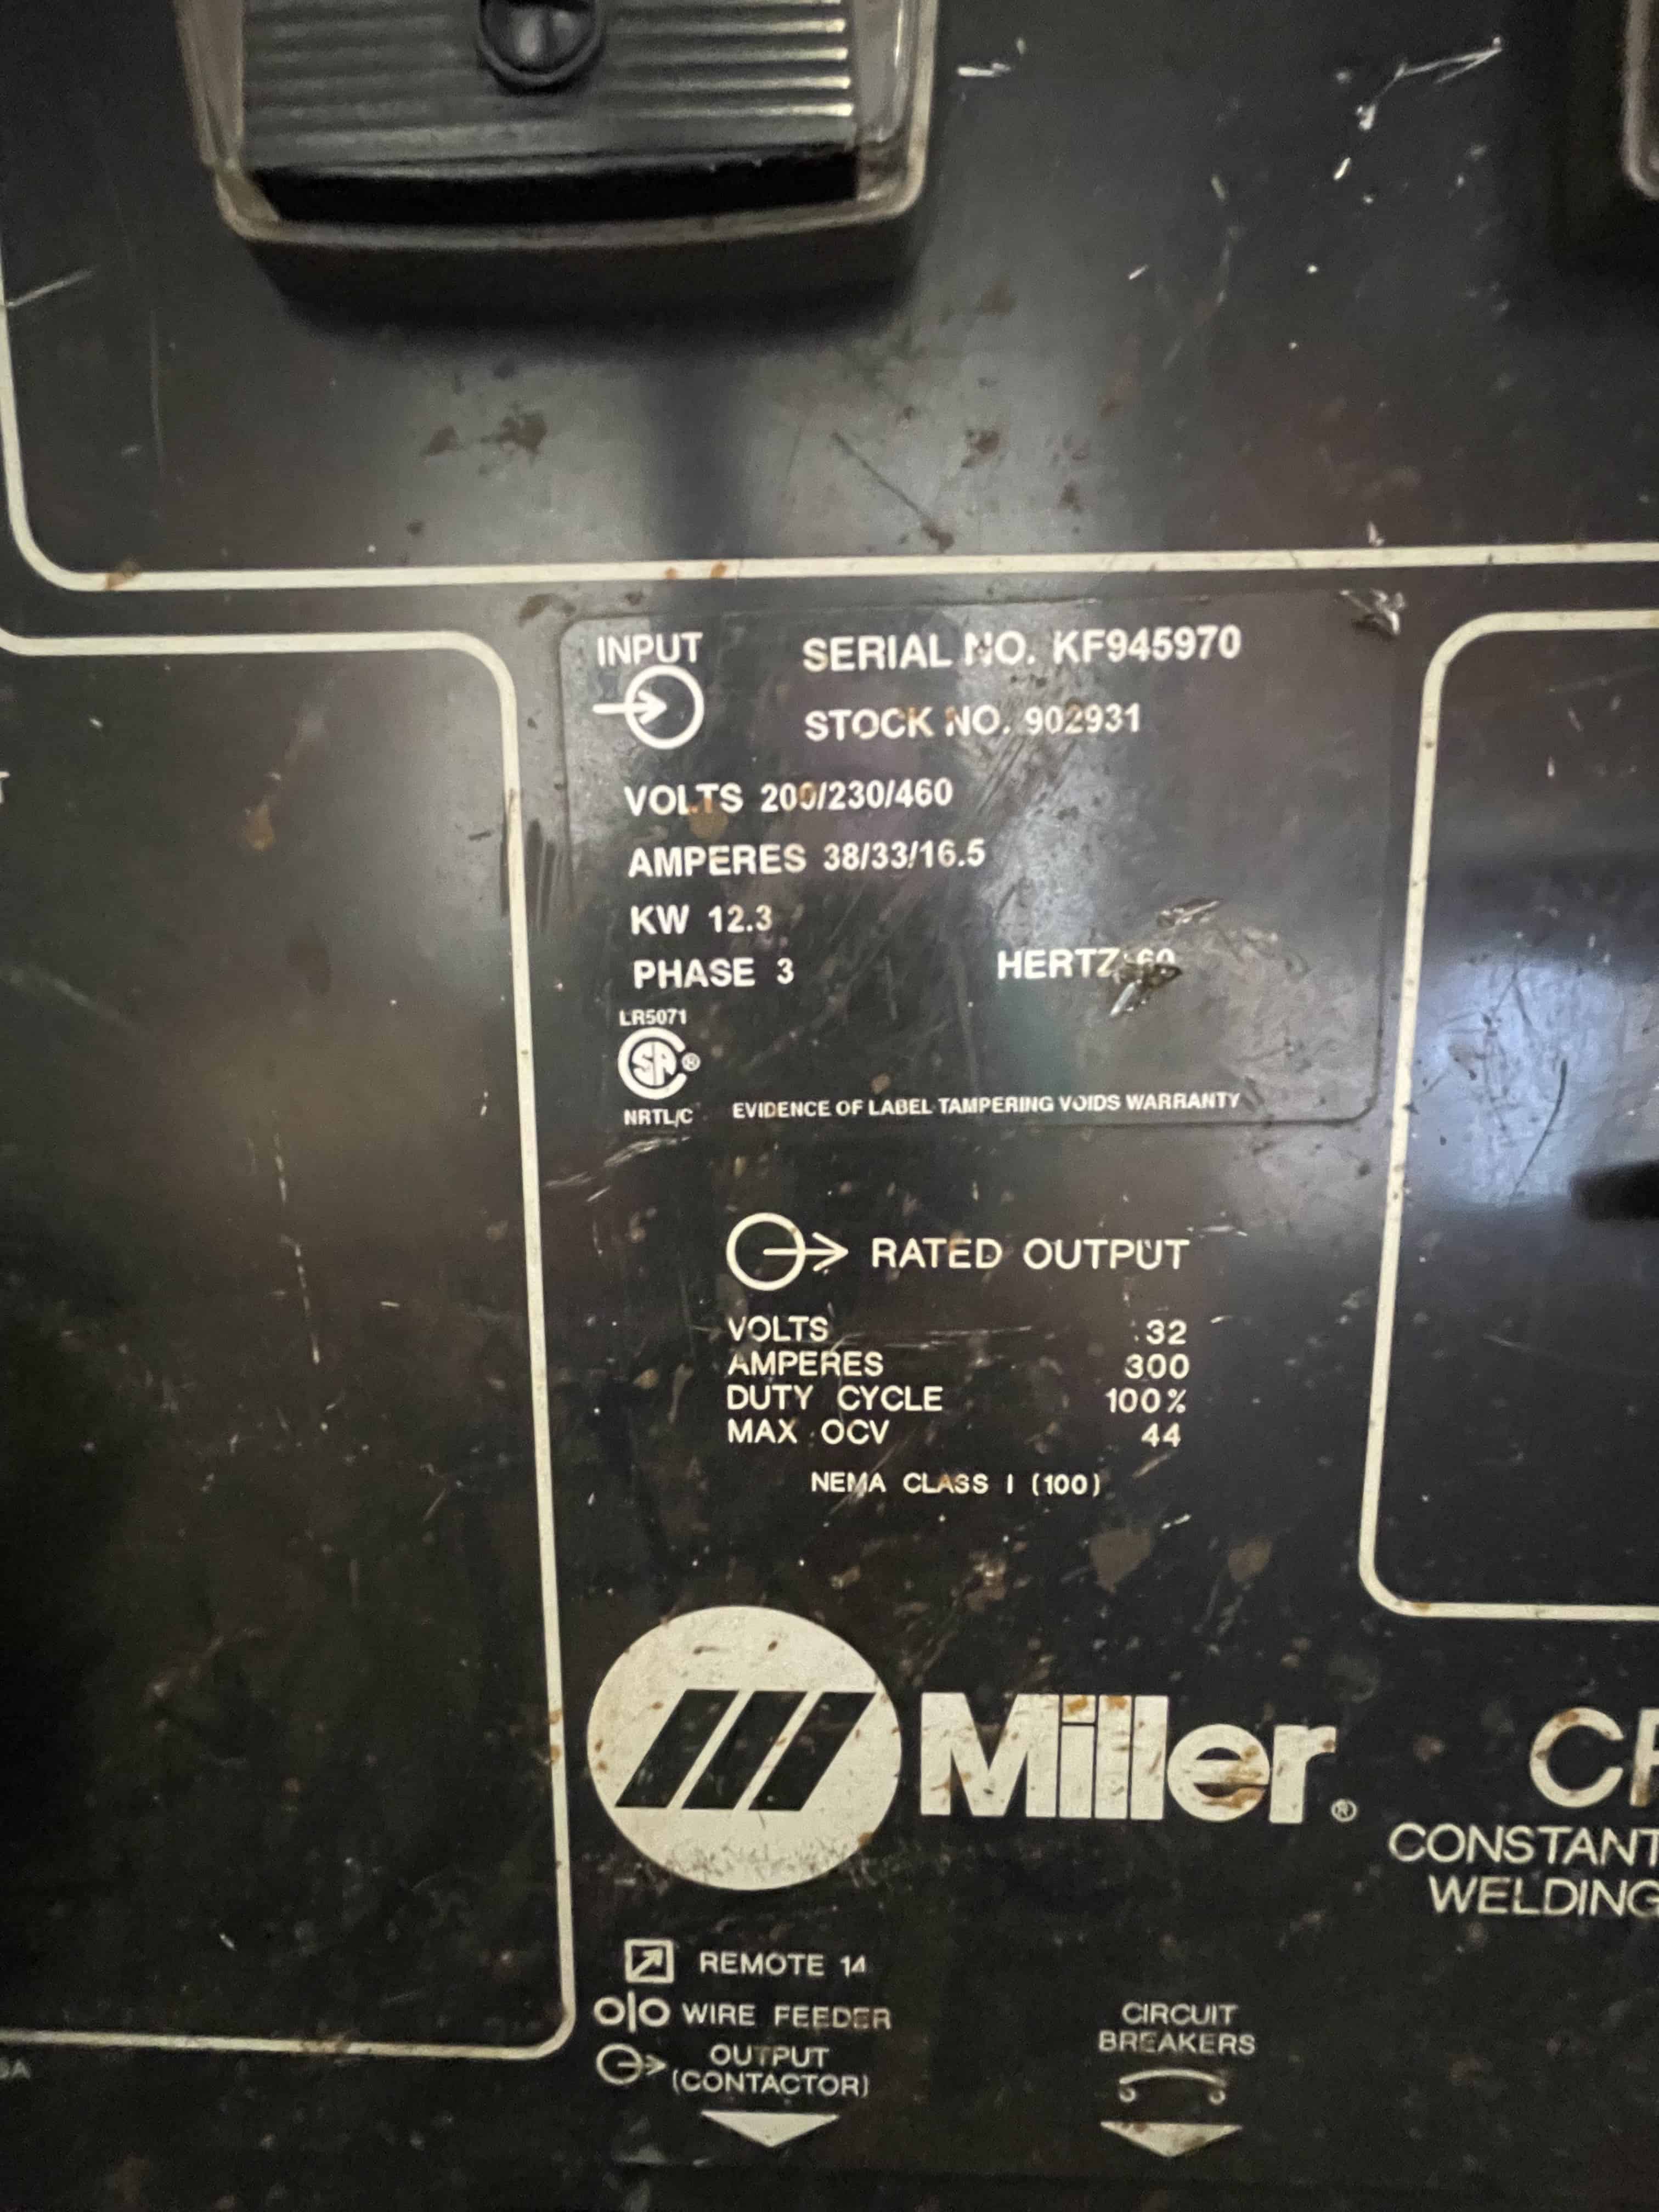 INPUT
SERIAL NO. KF945970
STOCK NO. 902931
VOLTS 200/230/460
AMPERES 38/33/16.5
KW 12.3
PHASE 3
HERTZ 60
LR5071
NRTL/C
EVIDENCE OF LABEL TAMPERING VOIDS WARRANTY
RATED OUTPUT
VOLTS 32
AMPERES 300
DUTY CYCLE 100%
MAX OCV 44
NEMA CLASS I (100)
Miller®
CONSTANT
WELDING
REMOTE 14
WIRE FEEDER
OUTPUT
(CONTACTOR)
CIRCUIT
BREAKERS